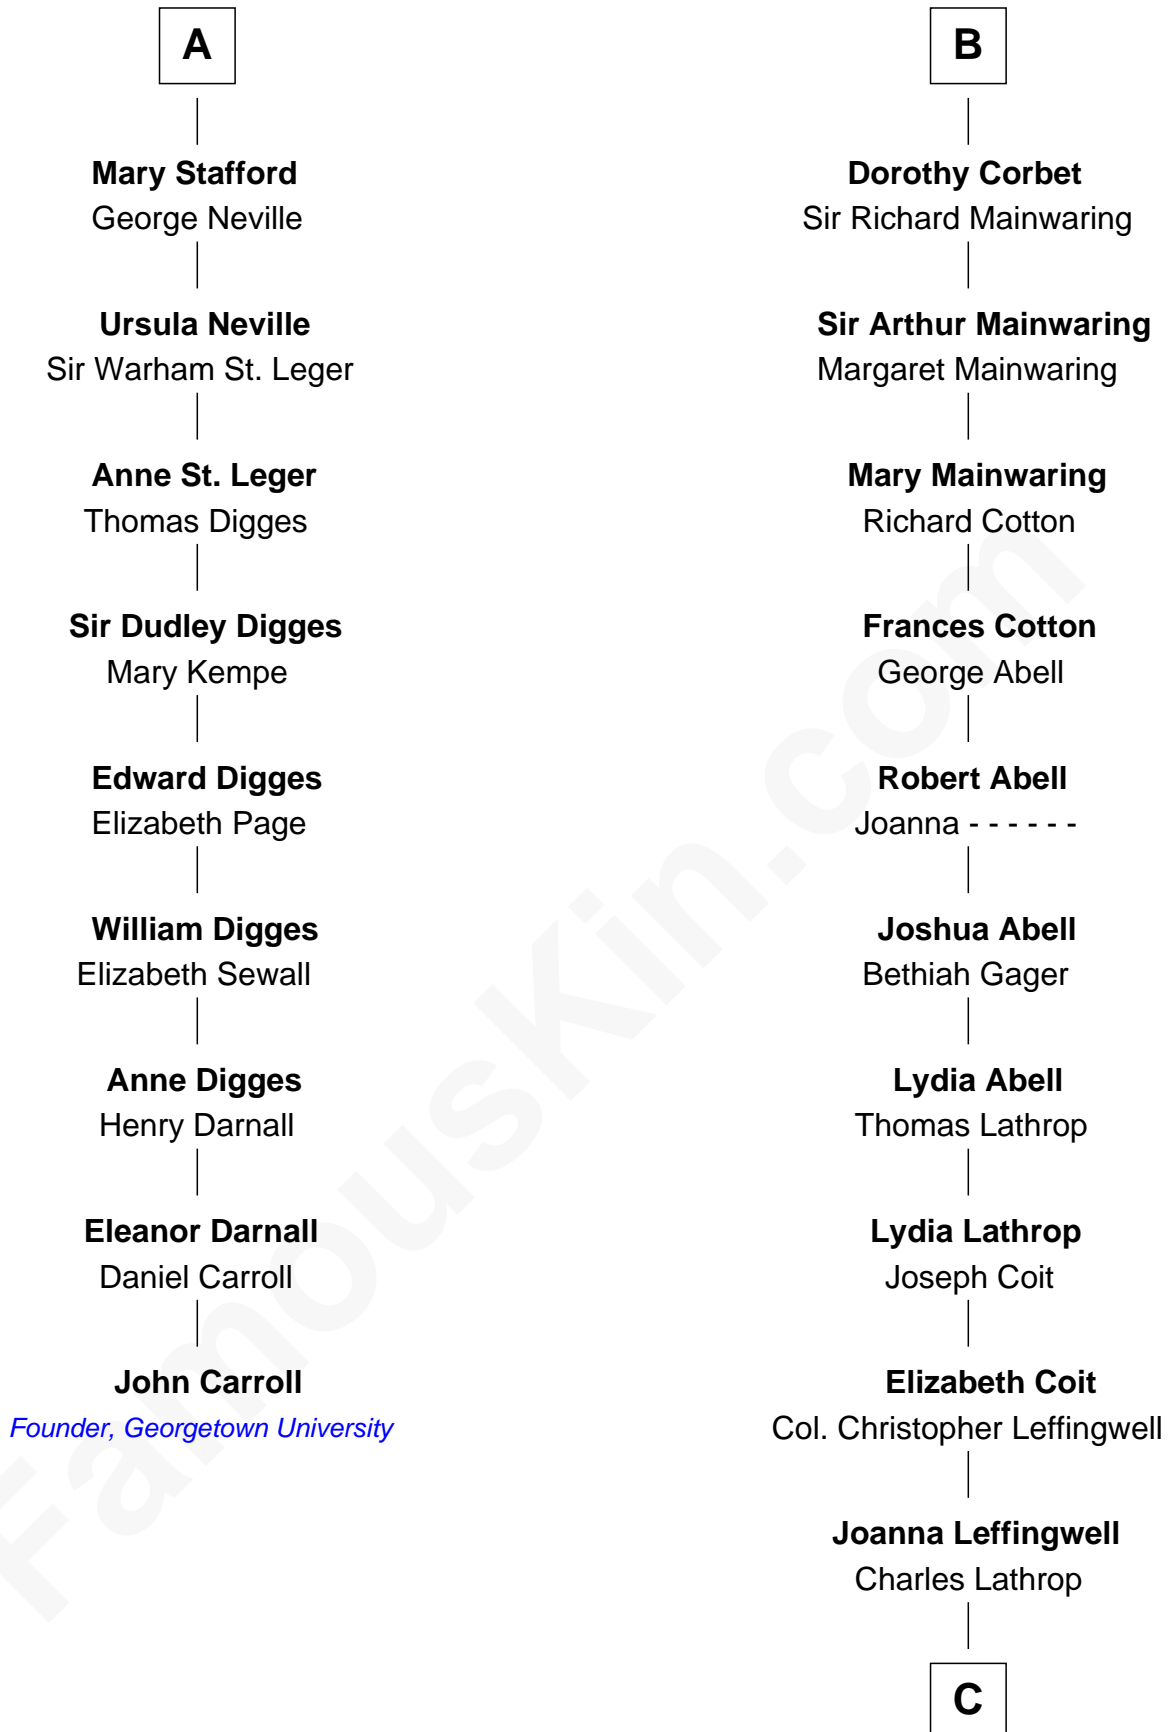 A
Mary Stafford
George Neville
Ursula Neville
Sir Warham St. Leger
Anne St. Leger
Thomas Digges
Sir Dudley Digges
Mary Kempe
Edward Digges
Elizabeth Page
William Digges
Elizabeth Sewall
Anne Digges
Henry Darnall
Eleanor Darnall
Daniel Carroll
John Carroll
Founder, Georgetown University
B
Dorothy Corbet
Sir Richard Mainwaring
Sir Arthur Mainwaring
Margaret Mainwaring
Mary Mainwaring
Richard Cotton
Frances Cotton
George Abell
Robert Abell
Joanna - - - - - -
Joshua Abell
Bethiah Gager
Lydia Abell
Thomas Lathrop
Lydia Lathrop
Joseph Coit
Elizabeth Coit
Col. Christopher Leffingwell
Joanna Leffingwell
Charles Lathrop
C
FamousKin.com